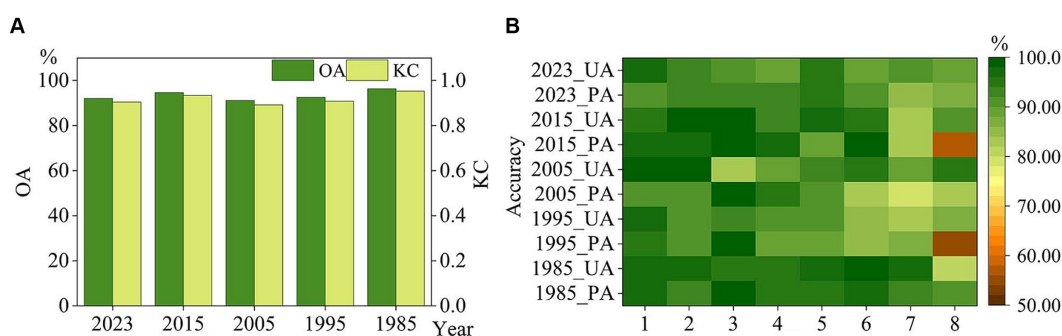 A
%
OA KC
100
80
60
40
20
0
OA
1.0
0.8
0.6
0.4
0.2
0.0
KC
2023 2015 2005 1995 1985 Year
B
%
Accuracy
2023_UA
2023_PA
2015_UA
2015_PA
2005_UA
2005_PA
1995_UA
1995_PA
1985_UA
1985_PA
1 2 3 4 5 6 7 8
100.0
90.00
80.00
70.00
60.00
50.00